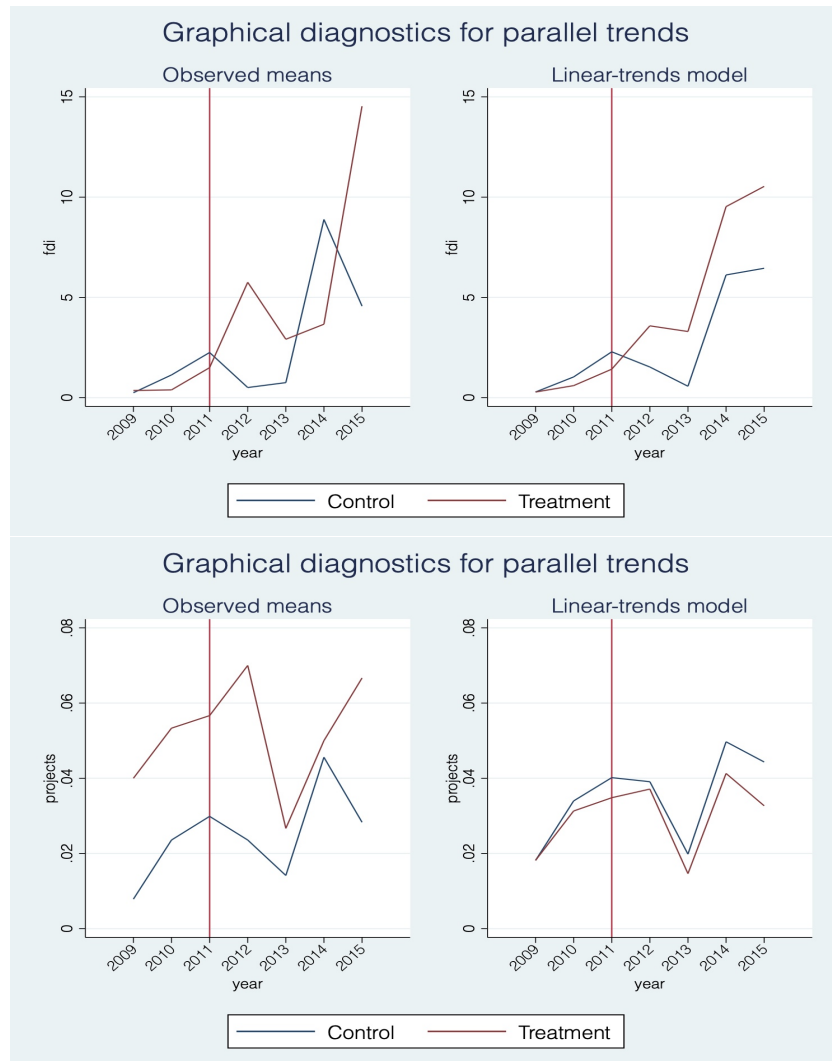 Graphical diagnostics for parallel trends
Observed means
15
10
5
0
fdi
2009 2010 2011 2012 2013 2014 2015
year
Linear-trends model
15
10
5
0
fdi
2009 2010 2011 2012 2013 2014 2015
year
Control Treatment
Graphical diagnostics for parallel trends
Observed means
.08
.06
.04
.02
0
projects
2009 2010 2011 2012 2013 2014 2015
year
Linear-trends model
.08
.06
.04
.02
0
projects
2009 2010 2011 2012 2013 2014 2015
year
Control Treatment